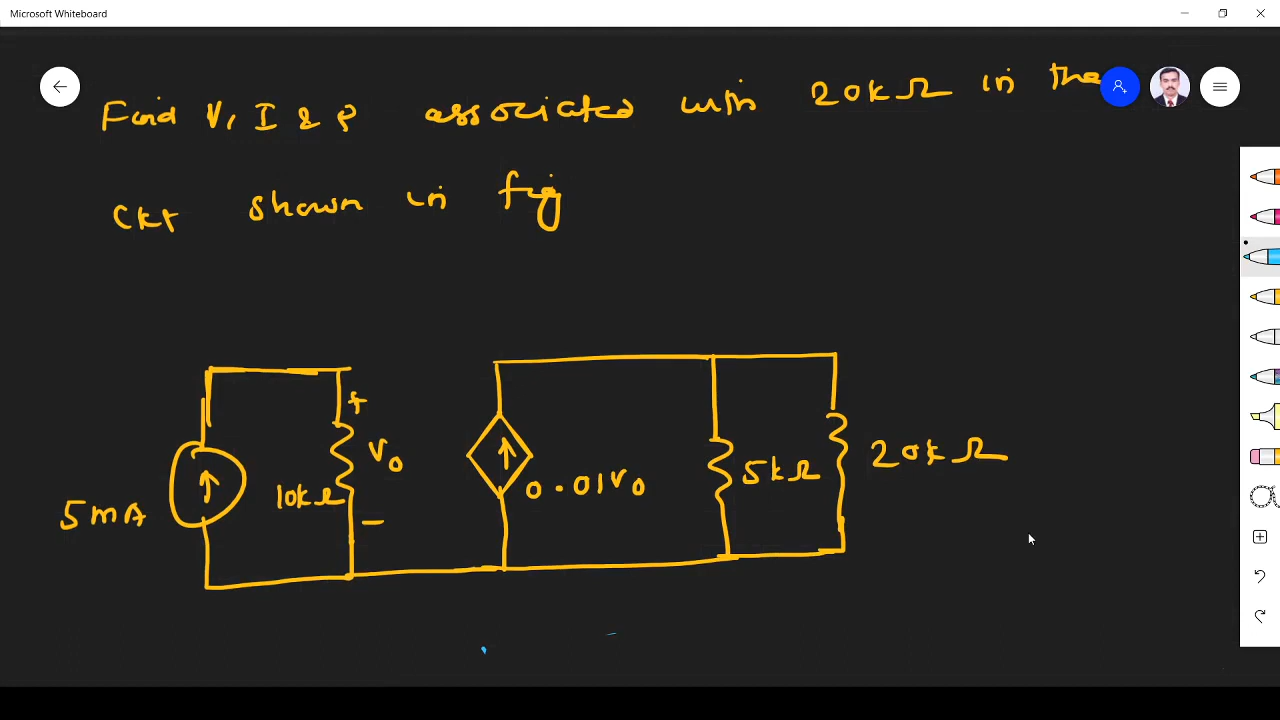 Microsoft Whiteboard
Find V, I & P associated with 20kΩ in the
Ckt shown in fig
+
V0
10kΩ
-
5mA
0.01V0
5kΩ
20kΩ